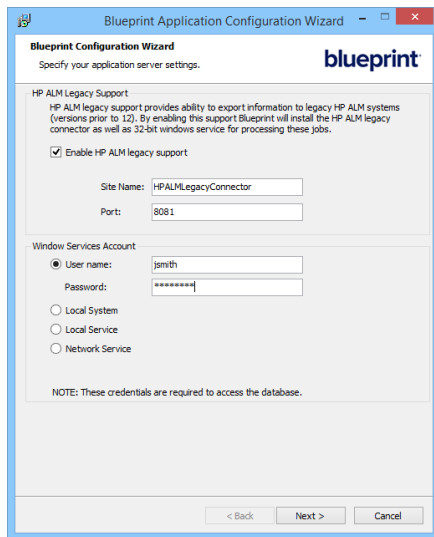 Blueprint Application Configuration Wizard
Blueprint Configuration Wizard
Specify your application server settings.
blueprint
HP ALM Legacy Support
HP ALM legacy support provides ability to export information to legacy HP ALM systems
(versions prior to 12). By enabling this support Blueprint will install the HP ALM legacy
connector as well as 32-bit windows service for processing these jobs.
Enable HP ALM legacy support
Site Name: HPALMLegacyConnector
Port: 8081
Window Services Account
User name: jsmith
Password: ********
Local System
Local Service
Network Service
NOTE: These credentials are required to access the database.
< Back Next > Cancel